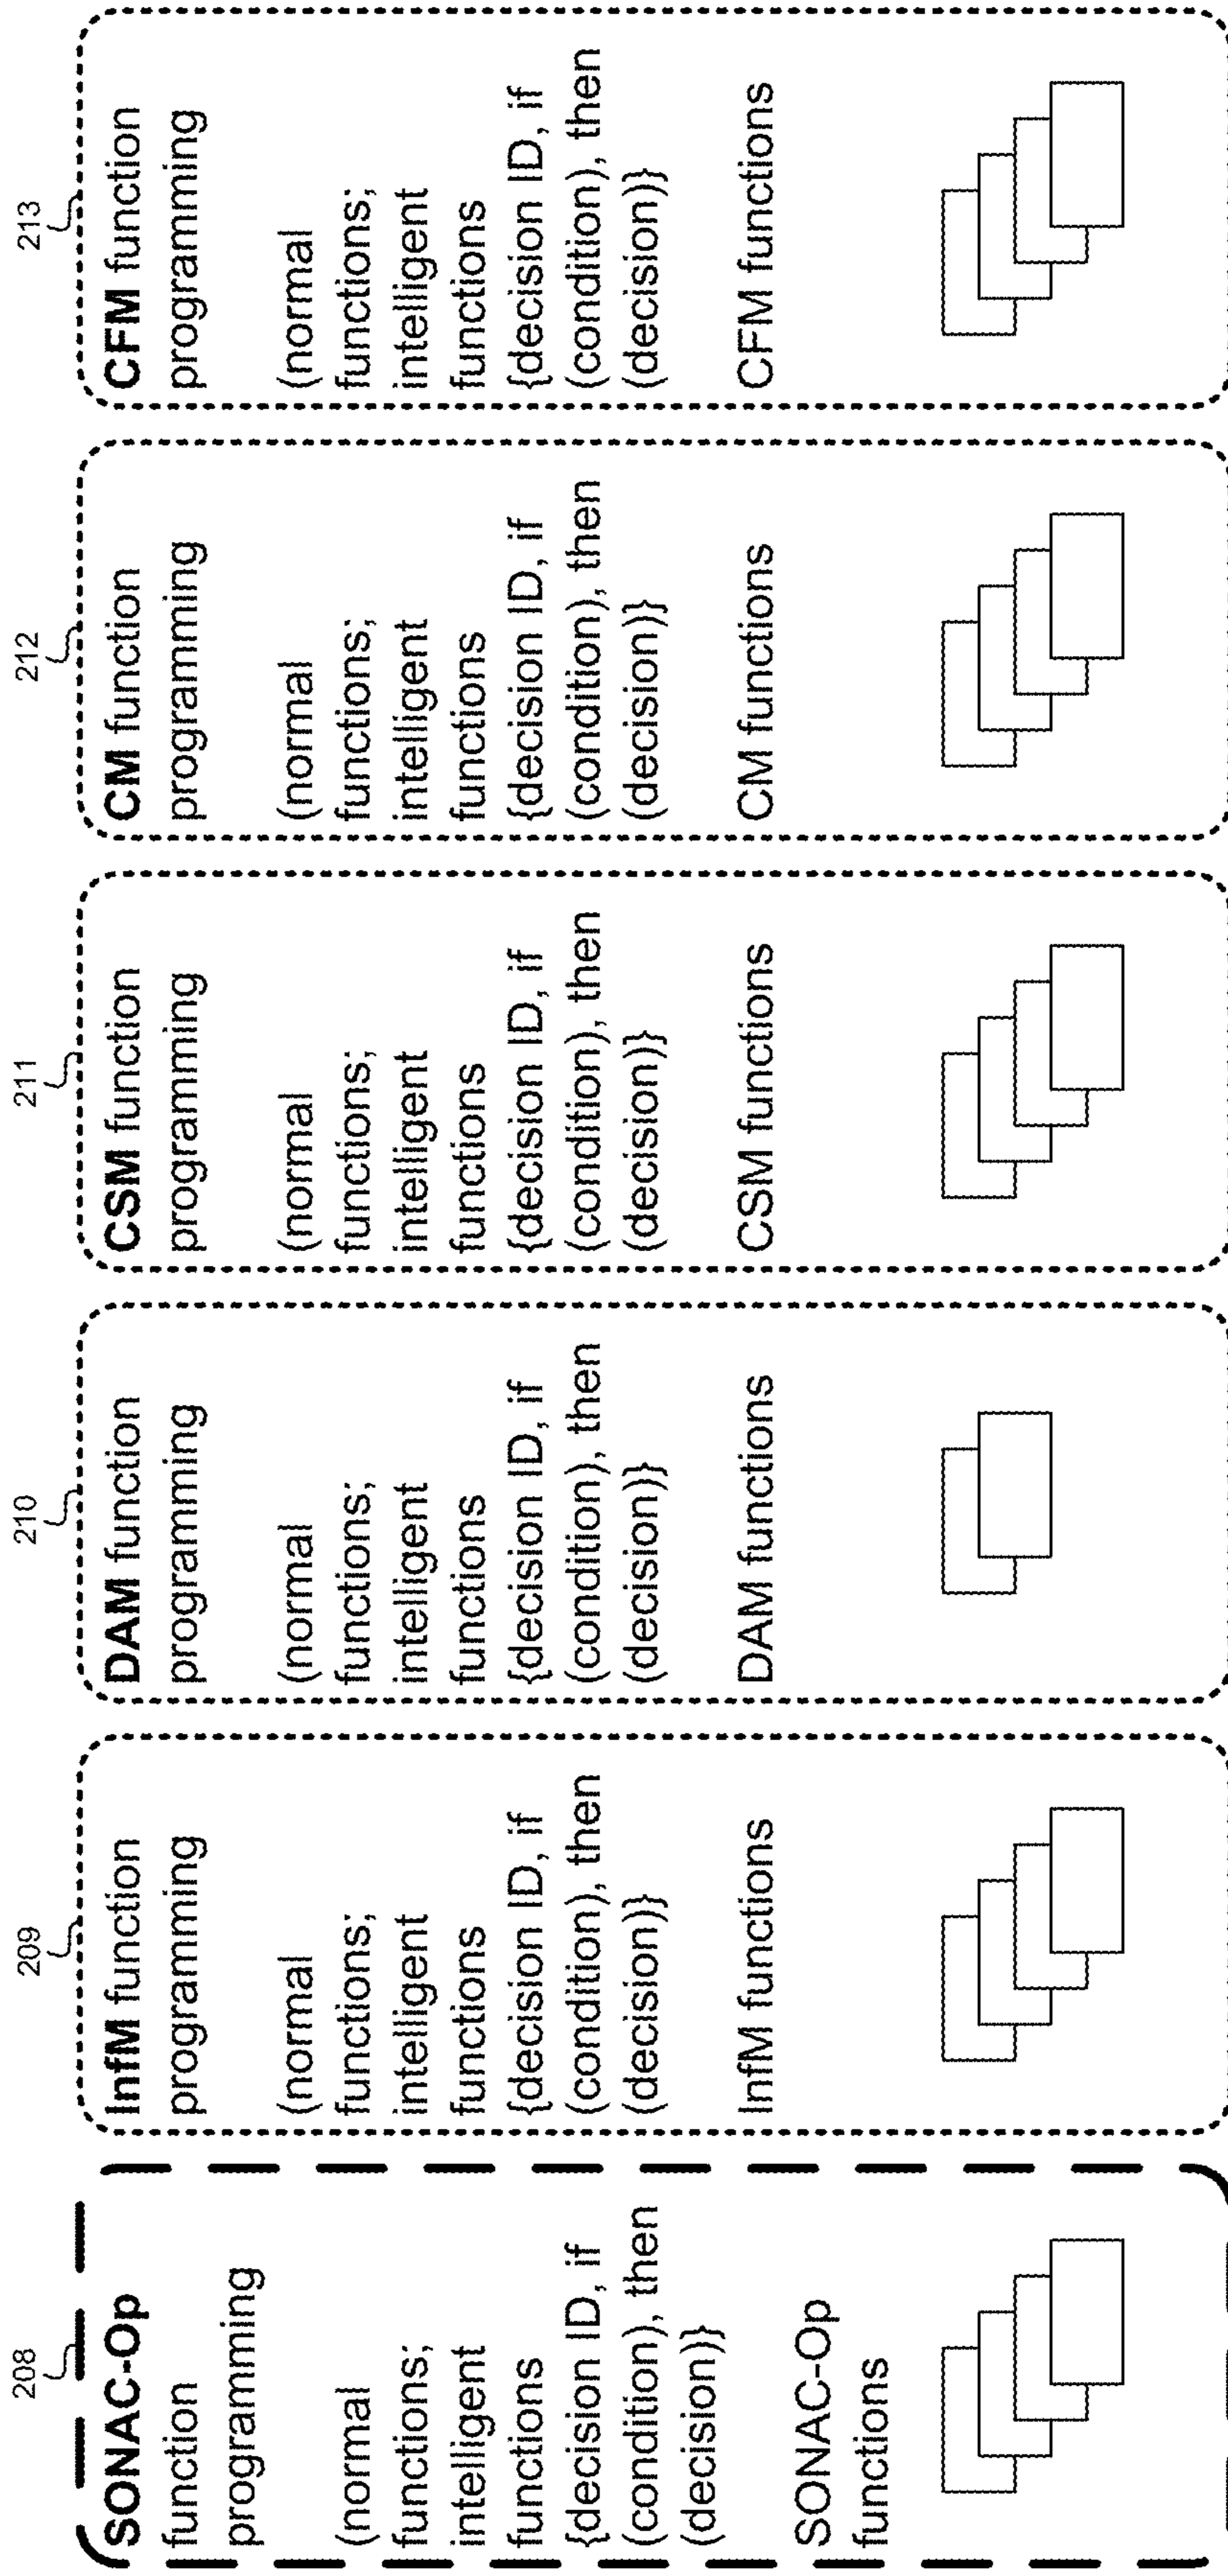 208
SONAC-Op
function
programming
(normal
functions;
intelligent
functions
{decision ID, if
(condition), then
(decision)}
SONAC-Op
functions
209
InfM function
programming
(normal
functions;
intelligent
functions
{decision ID, if
(condition), then
(decision)}
InfM functions
210
DAM function
programming
(normal
functions;
intelligent
functions
{decision ID, if
(condition), then
(decision)}
DAM functions
211
CSM function
programming
(normal
functions;
intelligent
functions
{decision ID, if
(condition), then
(decision)}
CSM functions
212
CM function
programming
(normal
functions;
intelligent
functions
{decision ID, if
(condition), then
(decision)}
CM functions
213
CFM function
programming
(normal
functions;
intelligent
functions
{decision ID, if
(condition), then
(decision)}
CFM functions